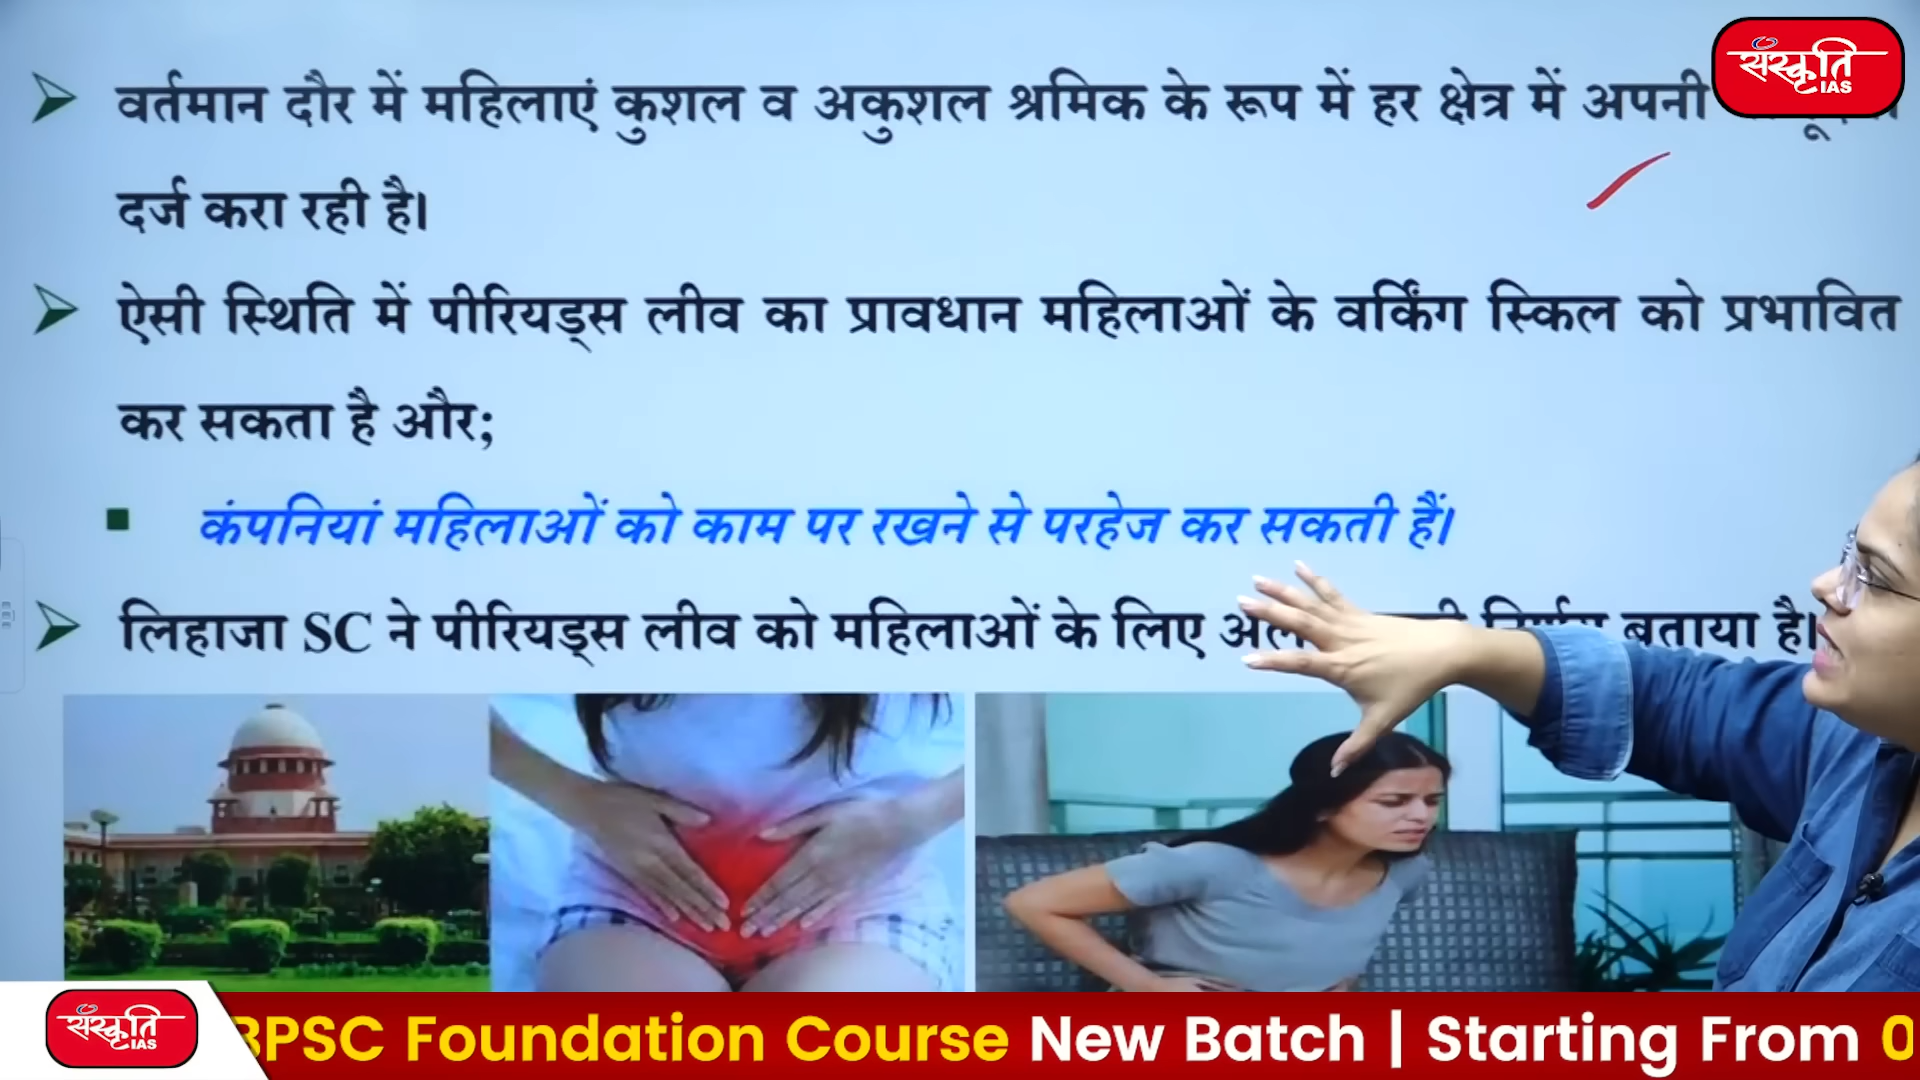 संस्कृति
IAS
वर्तमान दौर में महिलाएं कुशल व अकुशल श्रमिक के रूप में हर क्षेत्र में अपनी
दर्ज करा रही है।
ऐसी स्थिति में पीरियड्स लीव का प्रावधान महिलाओं के वर्किंग स्किल को प्रभावित
कर सकता है और;
कंपनियां महिलाओं को काम पर रखने से परहेज कर सकती हैं।
लिहाजा SC ने पीरियड्स लीव को महिलाओं के लिए बताया है।
संस्कृति
IAS
BPSC Foundation Course New Batch | Starting From 0